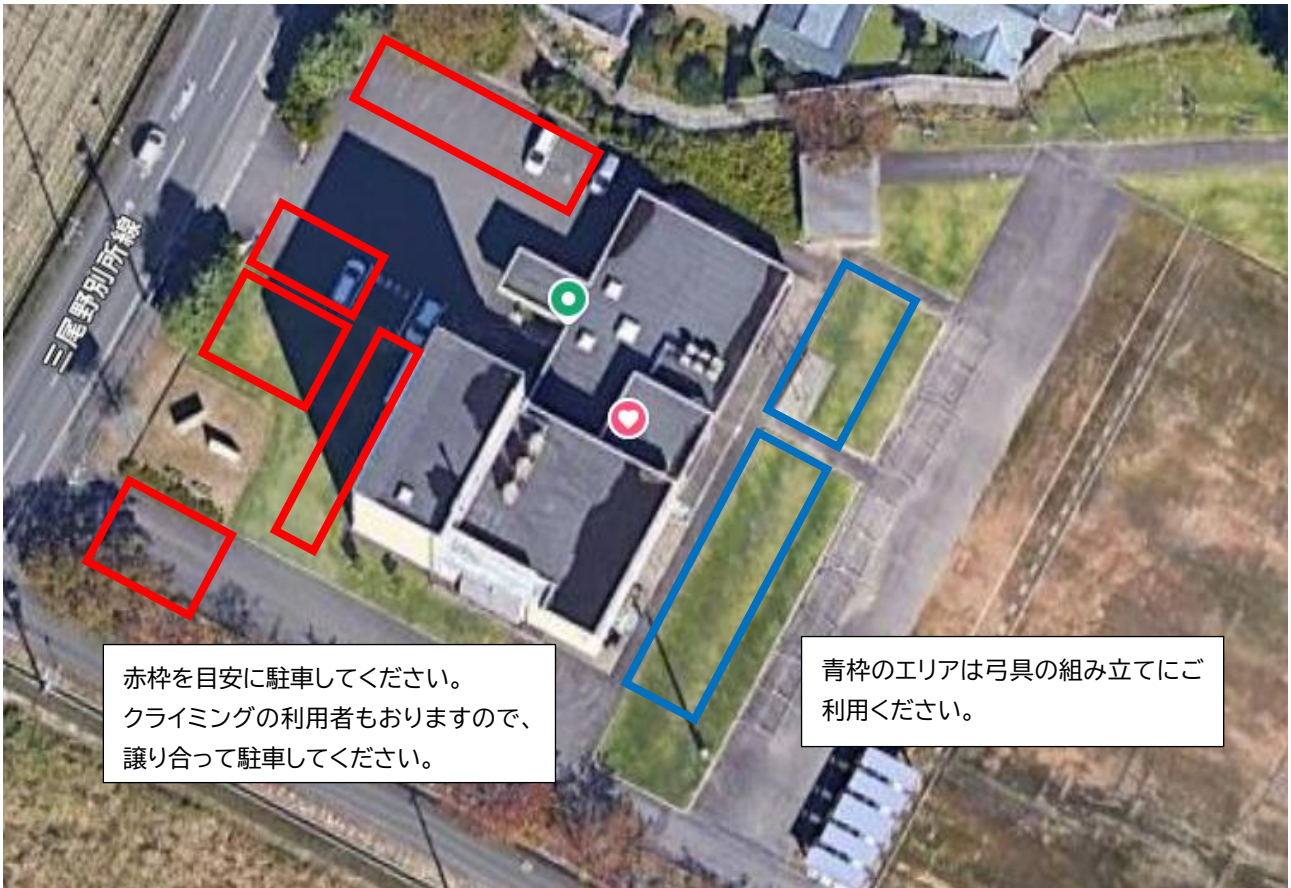 三尾野別所線
赤枠を目安に駐車してください。
クライミングの利用者もおりますので、
譲り合って駐車してください。
青枠のエリアは弓具の組み立てにご
利用ください。